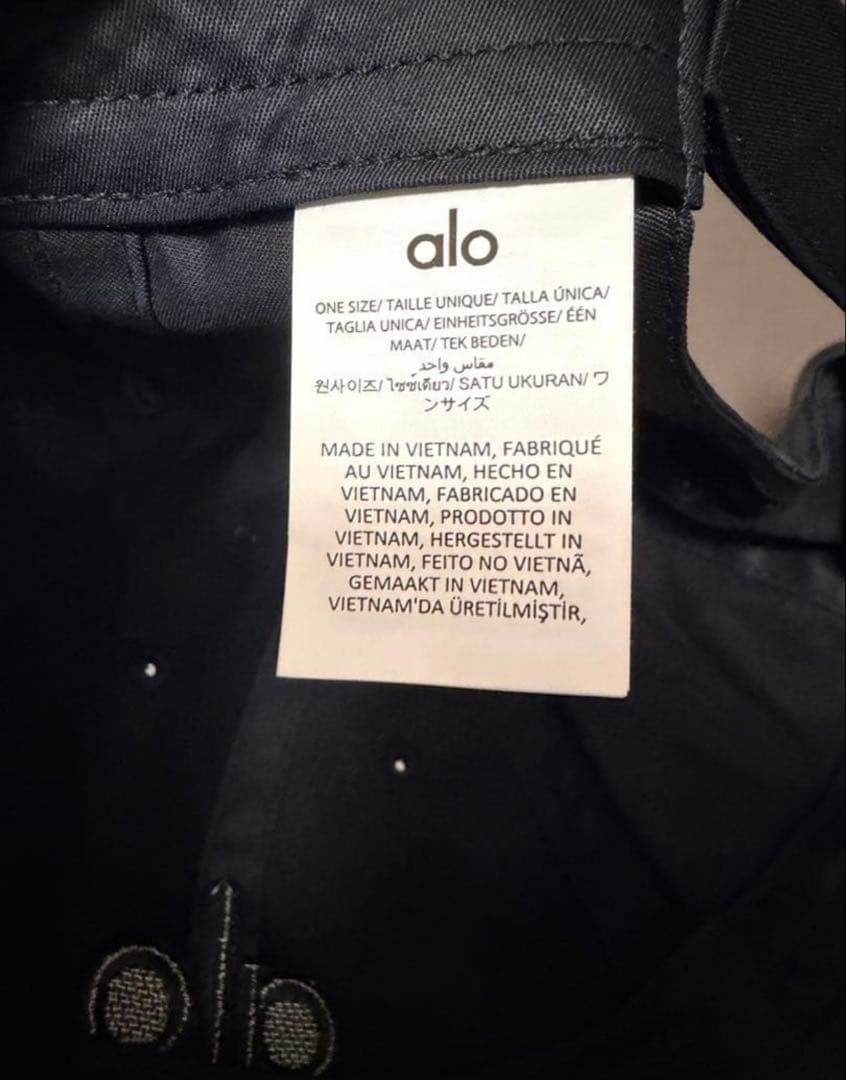 alo
ONE SIZE/ TAILLE UNIQUE/ TALLA ÚNICA/
TAGLIA UNICA/ EINHEITSGRÖSSE/ ÉÉN
MAAT/ TEK BEDEN/
مقاس واحد
원사이즈/ ไซซ์เดียว/ SATU UKURAN/ ワ
ンサイズ
MADE IN VIETNAM, FABRIQUÉ
AU VIETNAM, HECHO EN
VIETNAM, FABRICADO EN
VIETNAM, PRODOTTO IN
VIETNAM, HERGESTELLT IN
VIETNAM, FEITO NO VIETNÃ,
GEMAAKT IN VIETNAM,
VIETNAM'DA ÜRETİLMİŞTİR,